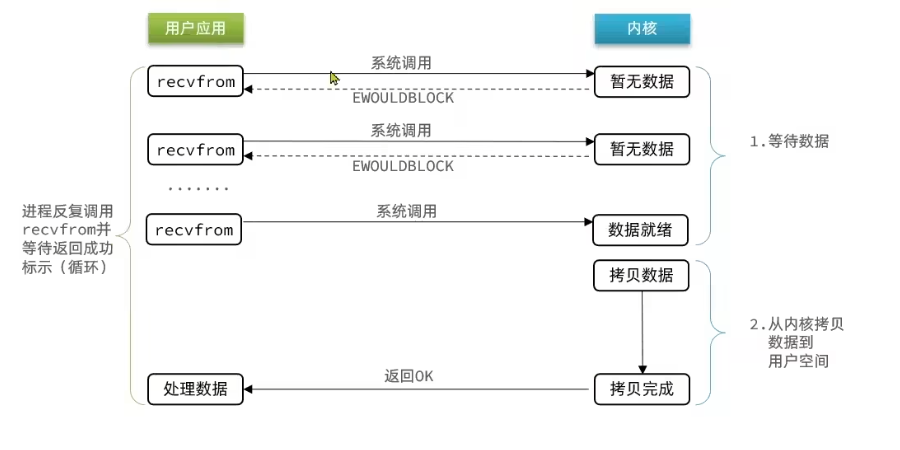 用户应用
内核
系统调用
recvfrom
暂无数据
EWOULDBLOCK
系统调用
recvfrom
暂无数据
1.等待数据
EWOULDBLOCK
.......
系统调用
进程反复调用
recvfrom并
等待返回成功
标示（循环）
recvfrom
数据就绪
拷贝数据
2.从内核拷贝
数据到
用户空间
返回OK
处理数据
拷贝完成